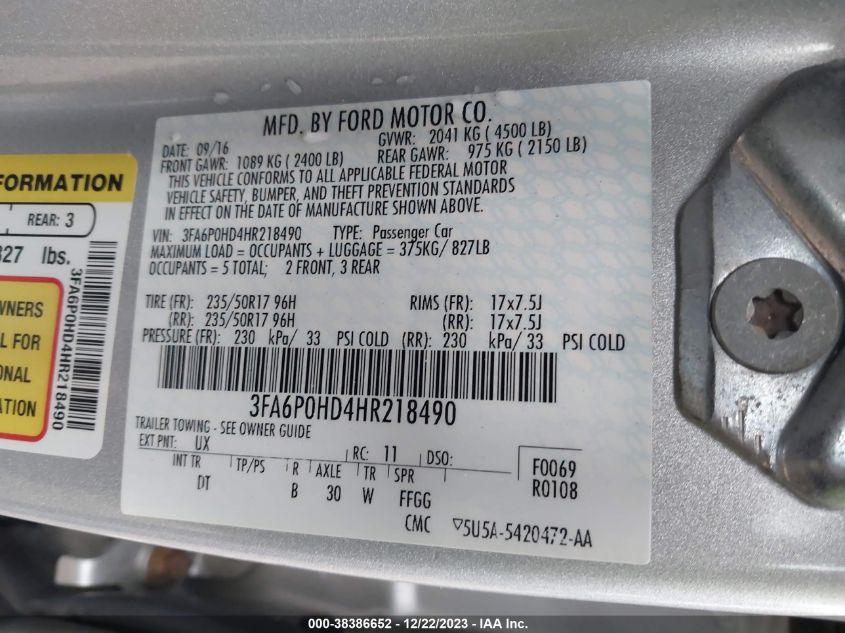 MFD. BY FORD MOTOR CO.
DATE: 09/16 GVWR: 2041 KG ( 4500 LB)
FRONT GAWR: 1089 KG ( 2400 LB) REAR GAWR: 975 KG ( 2150 LB)
THIS VEHICLE CONFORMS TO ALL APPLICABLE FEDERAL MOTOR
VEHICLE SAFETY, BUMPER, AND THEFT PREVENTION STANDARDS
IN EFFECT ON THE DATE OF MANUFACTURE SHOWN ABOVE.
VIN: 3FA6P0HD4HR218490 TYPE: Passenger Car
MAXIMUM LOAD = OCCUPANTS + LUGGAGE = 375KG/ 827LB
OCCUPANTS = 5 TOTAL; 2 FRONT, 3 REAR
TIRE (FR): 235/50R17 96H RIMS (FR): 17x7.5J
(RR): 235/50R17 96H (RR): 17x7.5J
PRESSURE (FR): 230 kPa/ 33 PSI COLD (RR): 230 kPa/ 33 PSI COLD
3FA6P0HD4HR218490
TRAILER TOWING - SEE OWNER GUIDE
EXT PNT: UX RC: 11 DSO:
INT TR TP/PS R AXLE TR SPR
DT B 30 W FFGG
F0069
R0108
CMC ▽5U5A-5420472-AA
FORMATION
REAR: 3
827 lbs.
3FA6P0HD4HR218490
OWNERS
L FOR
ONAL
ATION
000-38386652 - 12/22/2023 - IAA Inc.